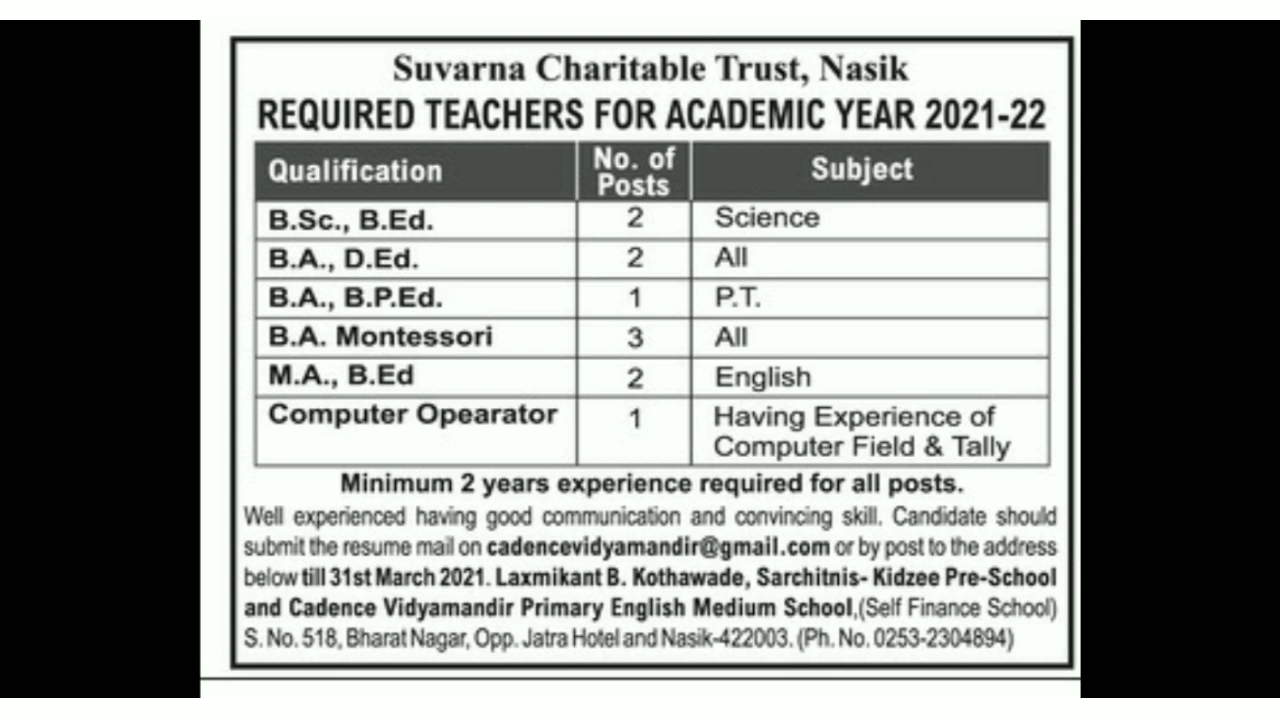 Suvarna Charitable Trust, Nasik
REQUIRED TEACHERS FOR ACADEMIC YEAR 2021-22
Qualification No. of Posts Subject
B.Sc., B.Ed. 2 Science
B.A., D.Ed. 2 All
B.A., B.P.Ed. 1 P.T.
B.A. Montessori 3 All
M.A., B.Ed 2 English
Computer Opearator 1 Having Experience of
Computer Field & Tally
Minimum 2 years experience required for all posts.
Well experienced having good communication and convincing skill. Candidate should
submit the resume mail on cadencevidyamandir@gmail.com or by post to the address
below till 31st March 2021. Laxmikant B. Kothawade, Sarchitnis- Kidzee Pre-School
and Cadence Vidyamandir Primary English Medium School,(Self Finance School)
S. No. 518, Bharat Nagar, Opp. Jatra Hotel and Nasik-422003. (Ph. No. 0253-2304894)